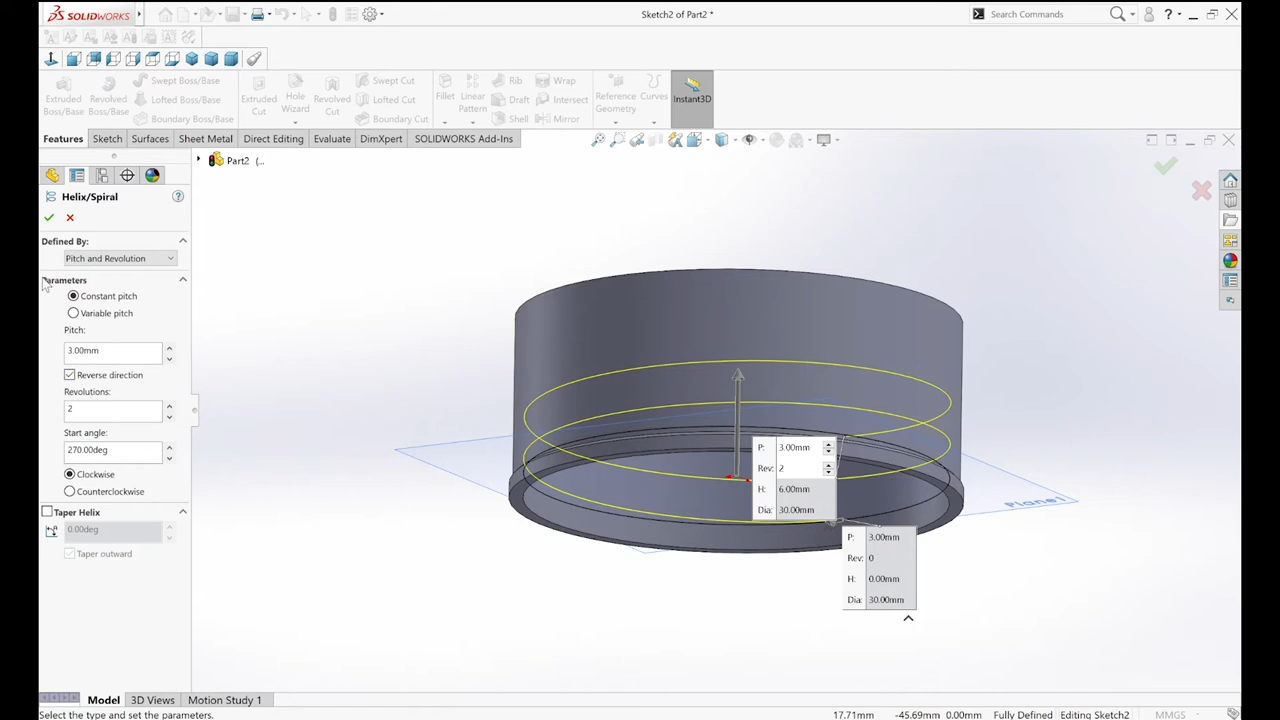 SOLIDWORKS
Sketch2 of Part2 *
Search Commands
?
Extruded Boss/Base
Revolved Boss/Base
Swept Boss/Base
Lofted Boss/Base
Boundary Boss/Base
Extruded Cut
Hole Wizard
Revolved Cut
Swept Cut
Lofted Cut
Boundary Cut
Fillet
Linear Pattern
Rib
Draft
Shell
Wrap
Intersect
Mirror
Reference Geometry
Curves
Instant3D
Features
Sketch
Surfaces
Sheet Metal
Direct Editing
Evaluate
DimXpert
SOLIDWORKS Add-Ins
Part2 (...
Helix/Spiral
?
Defined By:
Pitch and Revolution
Parameters
Constant pitch
Variable pitch
Pitch:
3.00mm
Reverse direction
Revolutions:
2
Start angle:
270.00deg
Clockwise
Counterclockwise
Taper Helix
0.00deg
Taper outward
P: 3.00mm
Rev: 2
H: 6.00mm
Dia: 30.00mm
P: 3.00mm
Rev: 0
H: 0.00mm
Dia: 30.00mm
Plane1
Model
3D Views
Motion Study 1
Select the type and set the parameters.
17.71mm
-45.69mm
0.00mm
Fully Defined
Editing Sketch2
MMGS